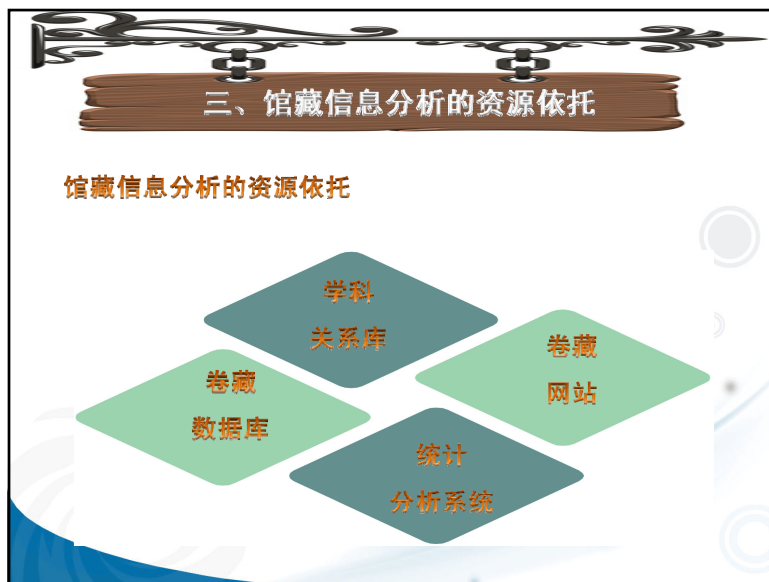 三、馆藏信息分析的资源依托
馆藏信息分析的资源依托
学科
关系库
卷藏
网站
卷藏
数据库
统计
分析系统